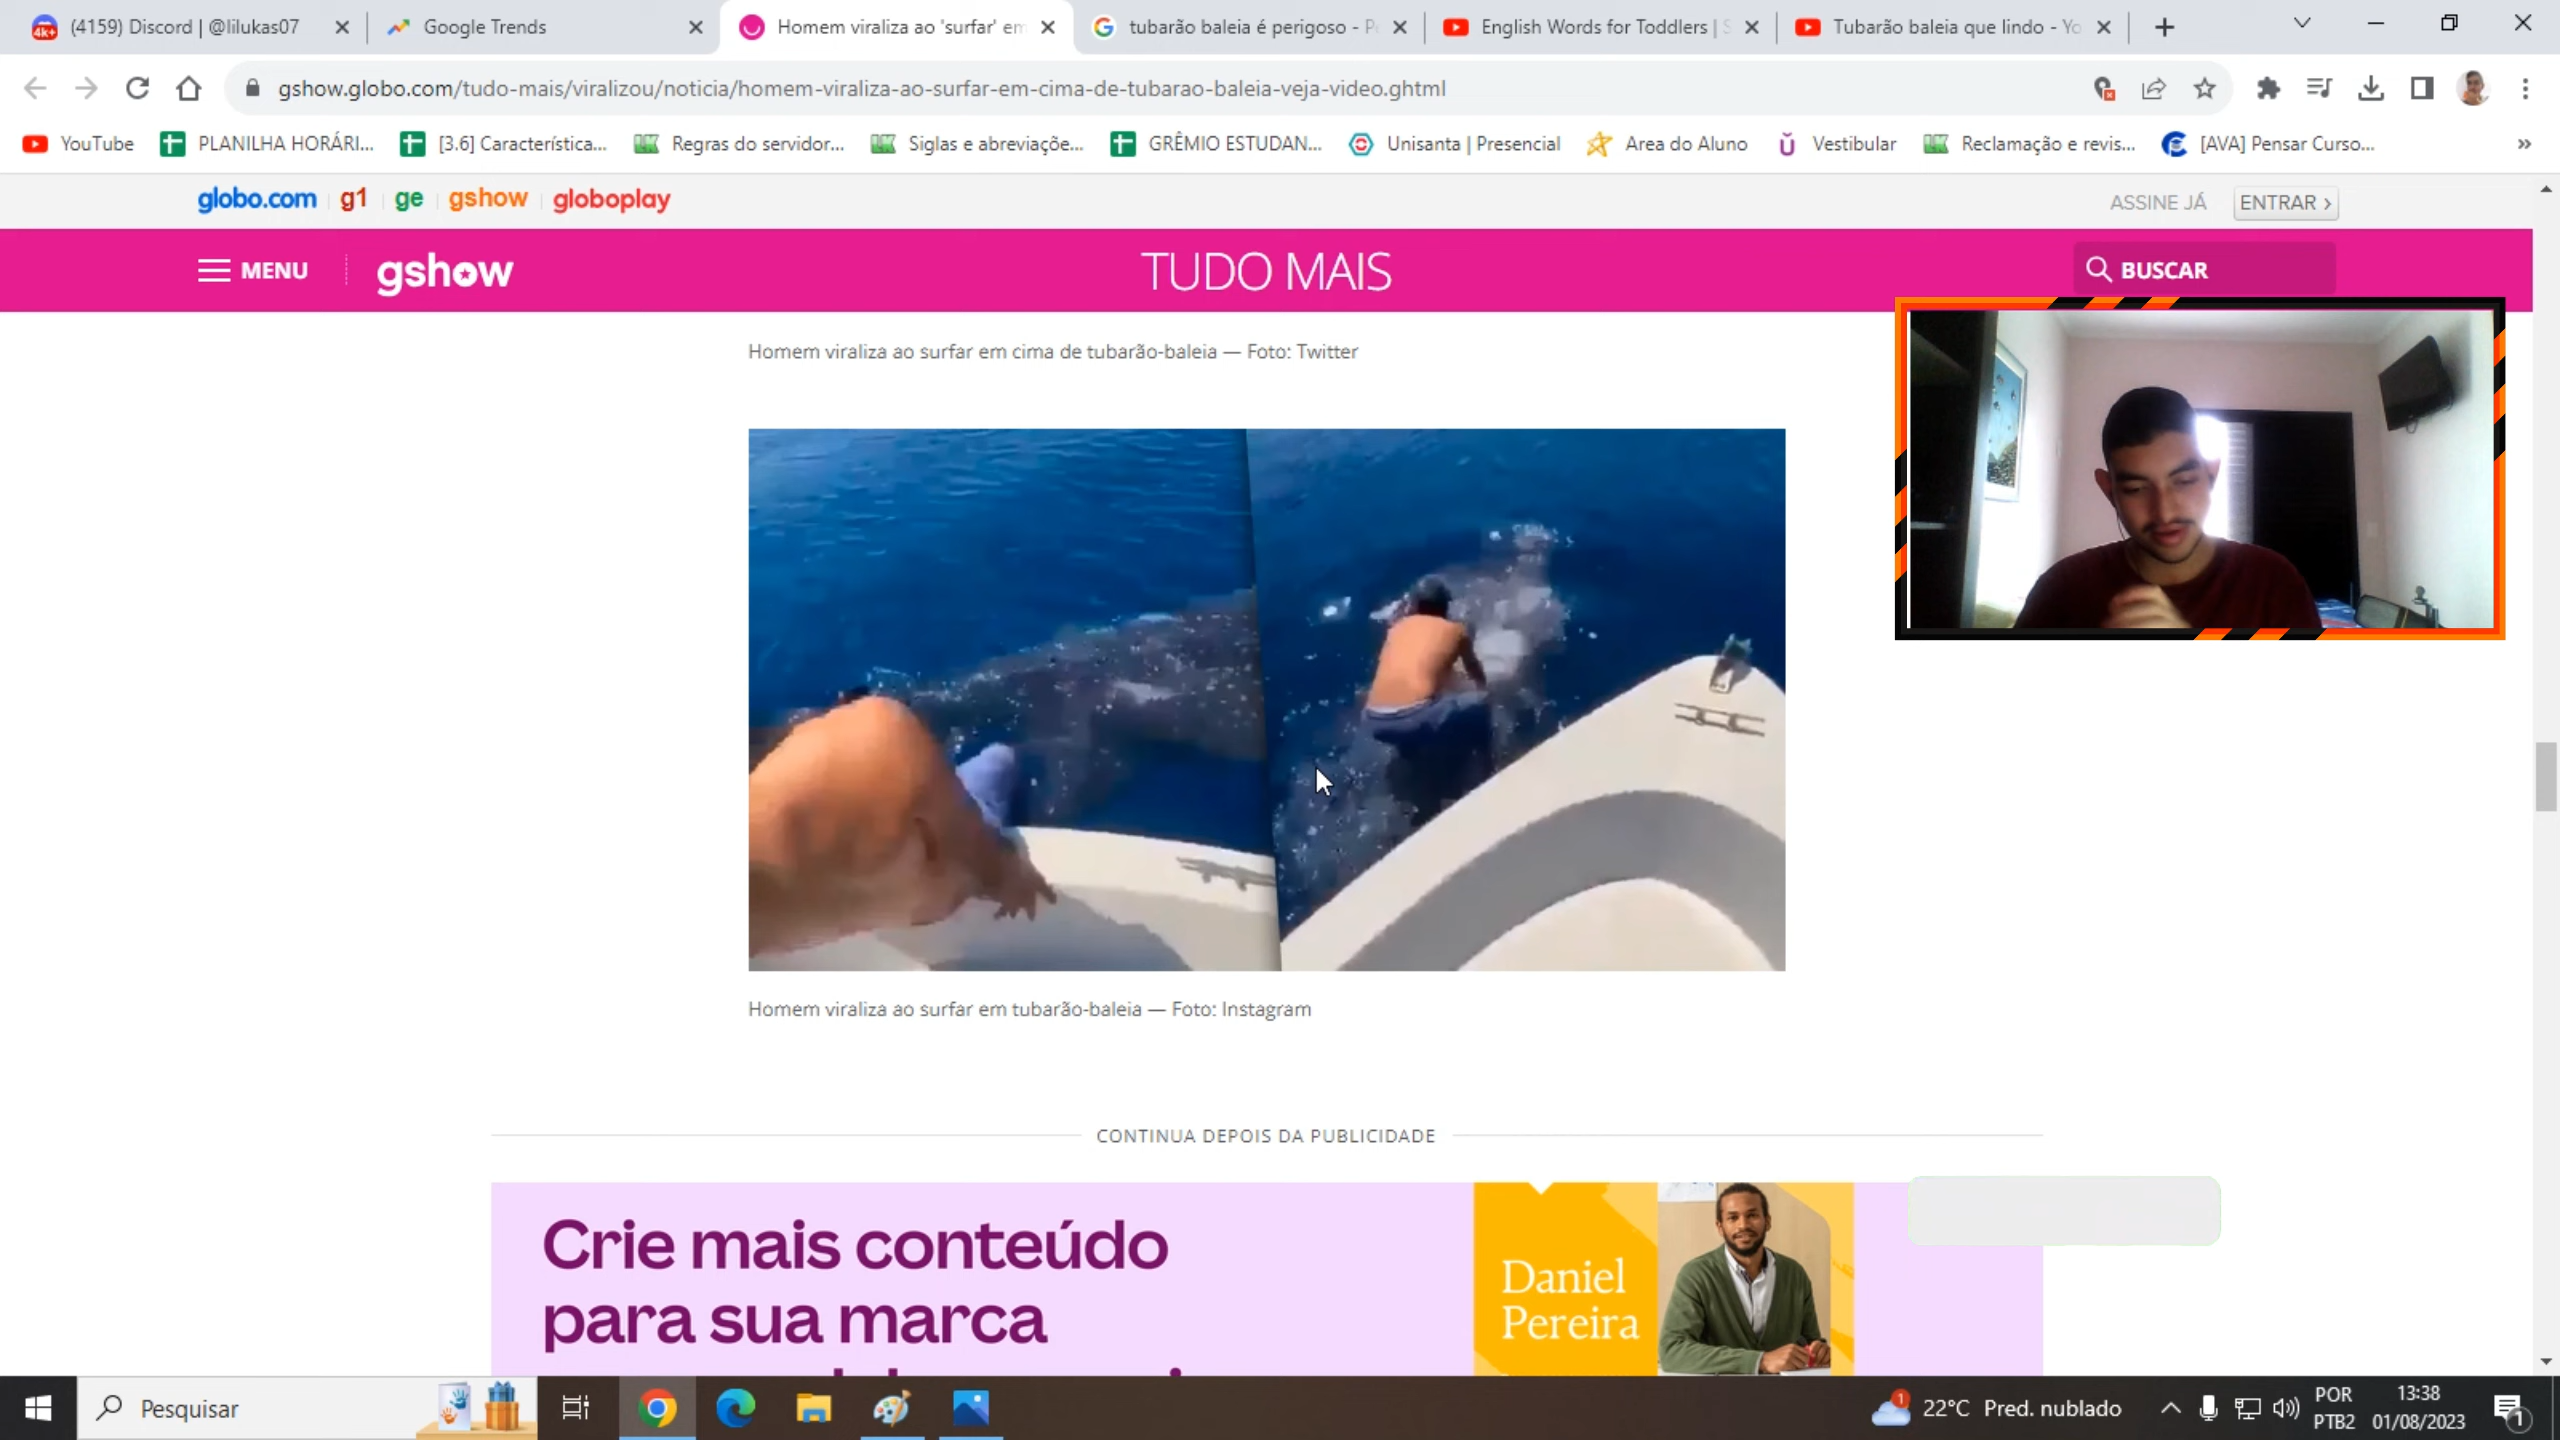 (4159) Discord | @lilukas07
Google Trends
Homem viraliza ao 'surfar' em
tubarão baleia é perigoso - Pe
English Words for Toddlers | S
Tubarão baleia que lindo - Yo
gshow.globo.com/tudo-mais/viralizou/noticia/homem-viraliza-ao-surfar-em-cima-de-tubarao-baleia-veja-video.ghtml
YouTube
PLANILHA HORÁRI...
[3.6] Característica...
Regras do servidor...
Siglas e abreviaçõe...
GRÊMIO ESTUDAN...
Unisanta | Presencial
Area do Aluno
Vestibular
Reclamação e revis...
[AVA] Pensar Curso...
globo.com
g1
ge
gshow
globoplay
ASSINE JÁ
ENTRAR
MENU
gshow
TUDO MAIS
BUSCAR
Homem viraliza ao surfar em cima de tubarão-baleia — Foto: Twitter
Homem viraliza ao surfar em tubarão-baleia — Foto: Instagram
CONTINUA DEPOIS DA PUBLICIDADE
Crie mais conteúdo
para sua marca
Daniel
Pereira
Pesquisar
22°C Pred. nublado
POR
PTB2
13:38
01/08/2023